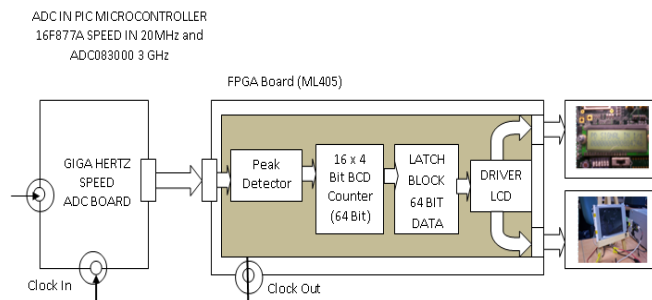 ADC IN PIC MICROCONTROLLER
16F877A SPEED IN 20MHz and
ADC083000 3 GHz
FPGA Board (ML405)
GIGA HERTZ
SPEED
ADC BOARD
Peak
Detector
16 x 4
Bit BCD
Counter
(64 Bit)
LATCH
BLOCK
64 BIT
DATA
DRIVER
LCD
Clock In
Clock Out